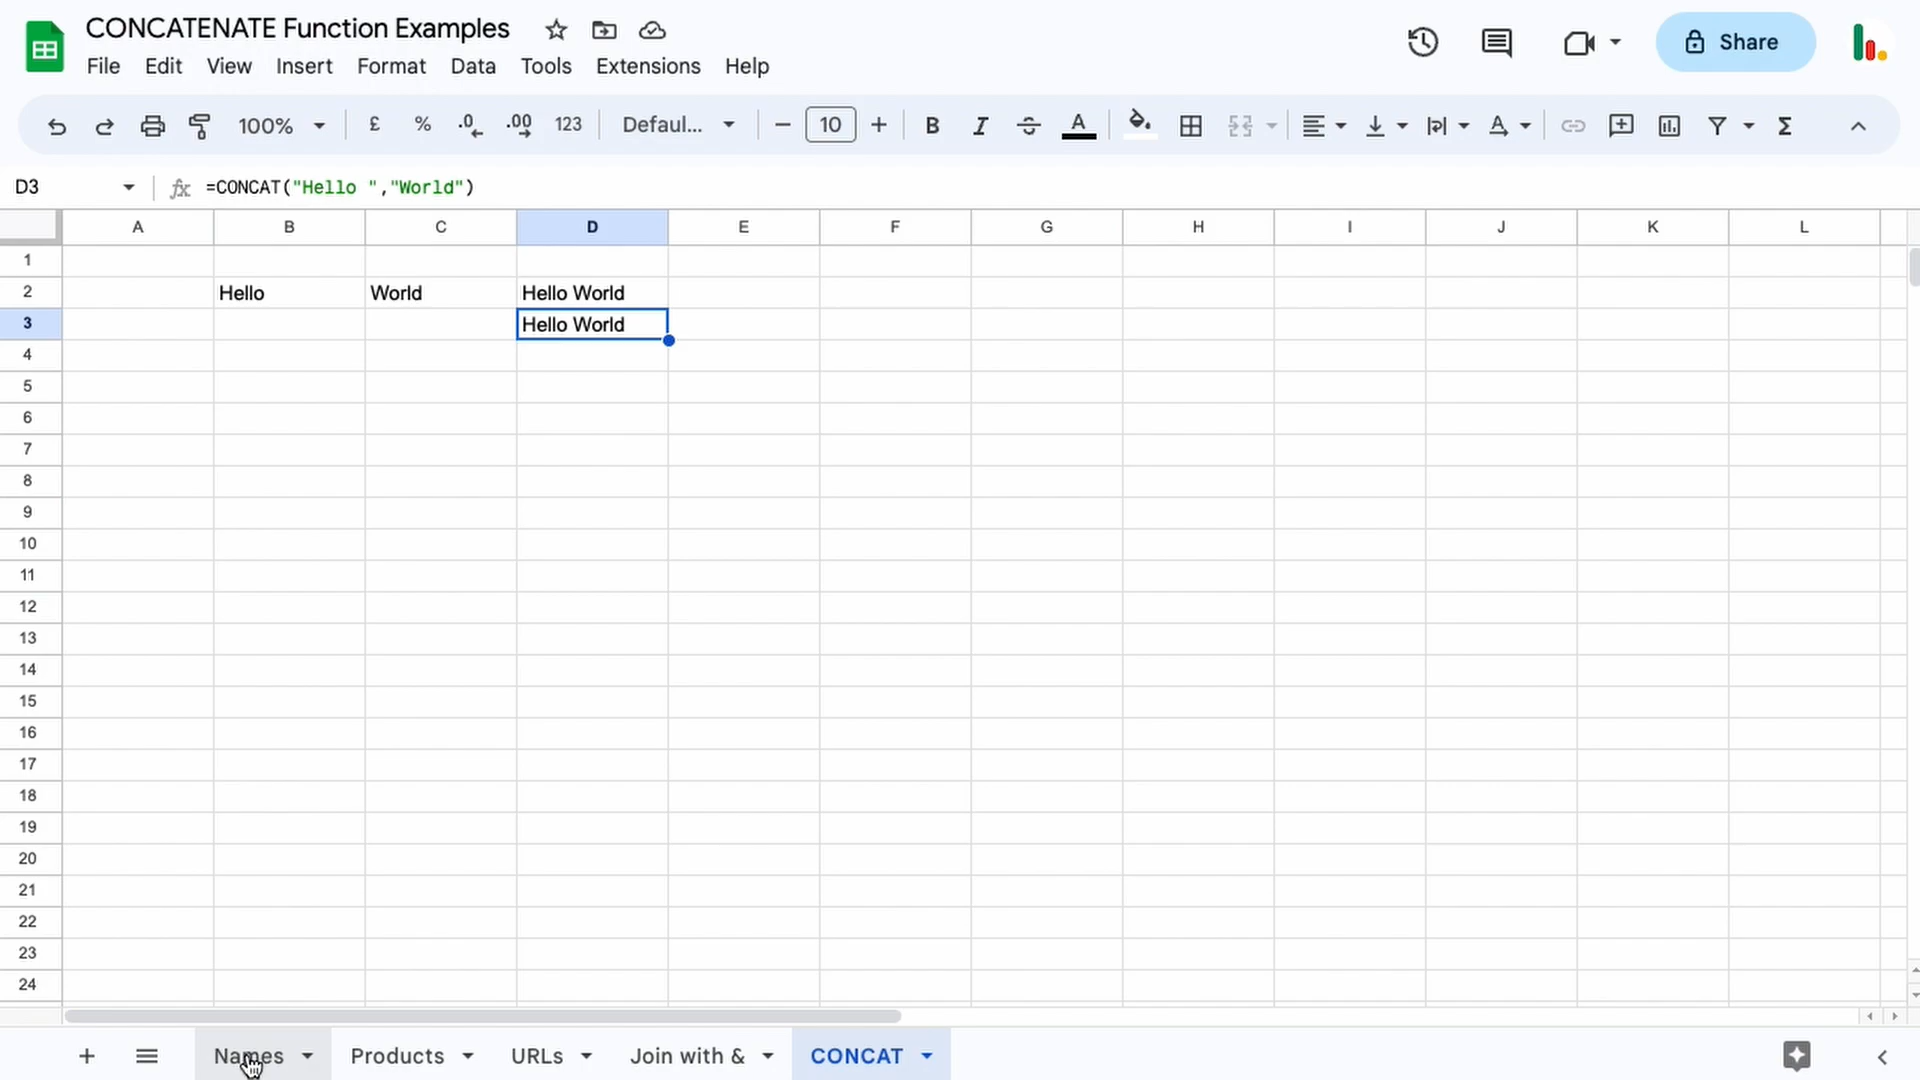 CONCATENATE Function Examples
File Edit View Insert Format Data Tools Extensions Help
Share
100% £ % .0 .00 123 Defaul... 10 B I A
D3 fx =CONCAT("Hello ","World")
A B C D E F G H I J K L
1
2 Hello World Hello World
3 Hello World
4
5
6
7
8
9
10
11
12
13
14
15
16
17
18
19
20
21
22
23
24
Names Products URLs Join with & CONCAT